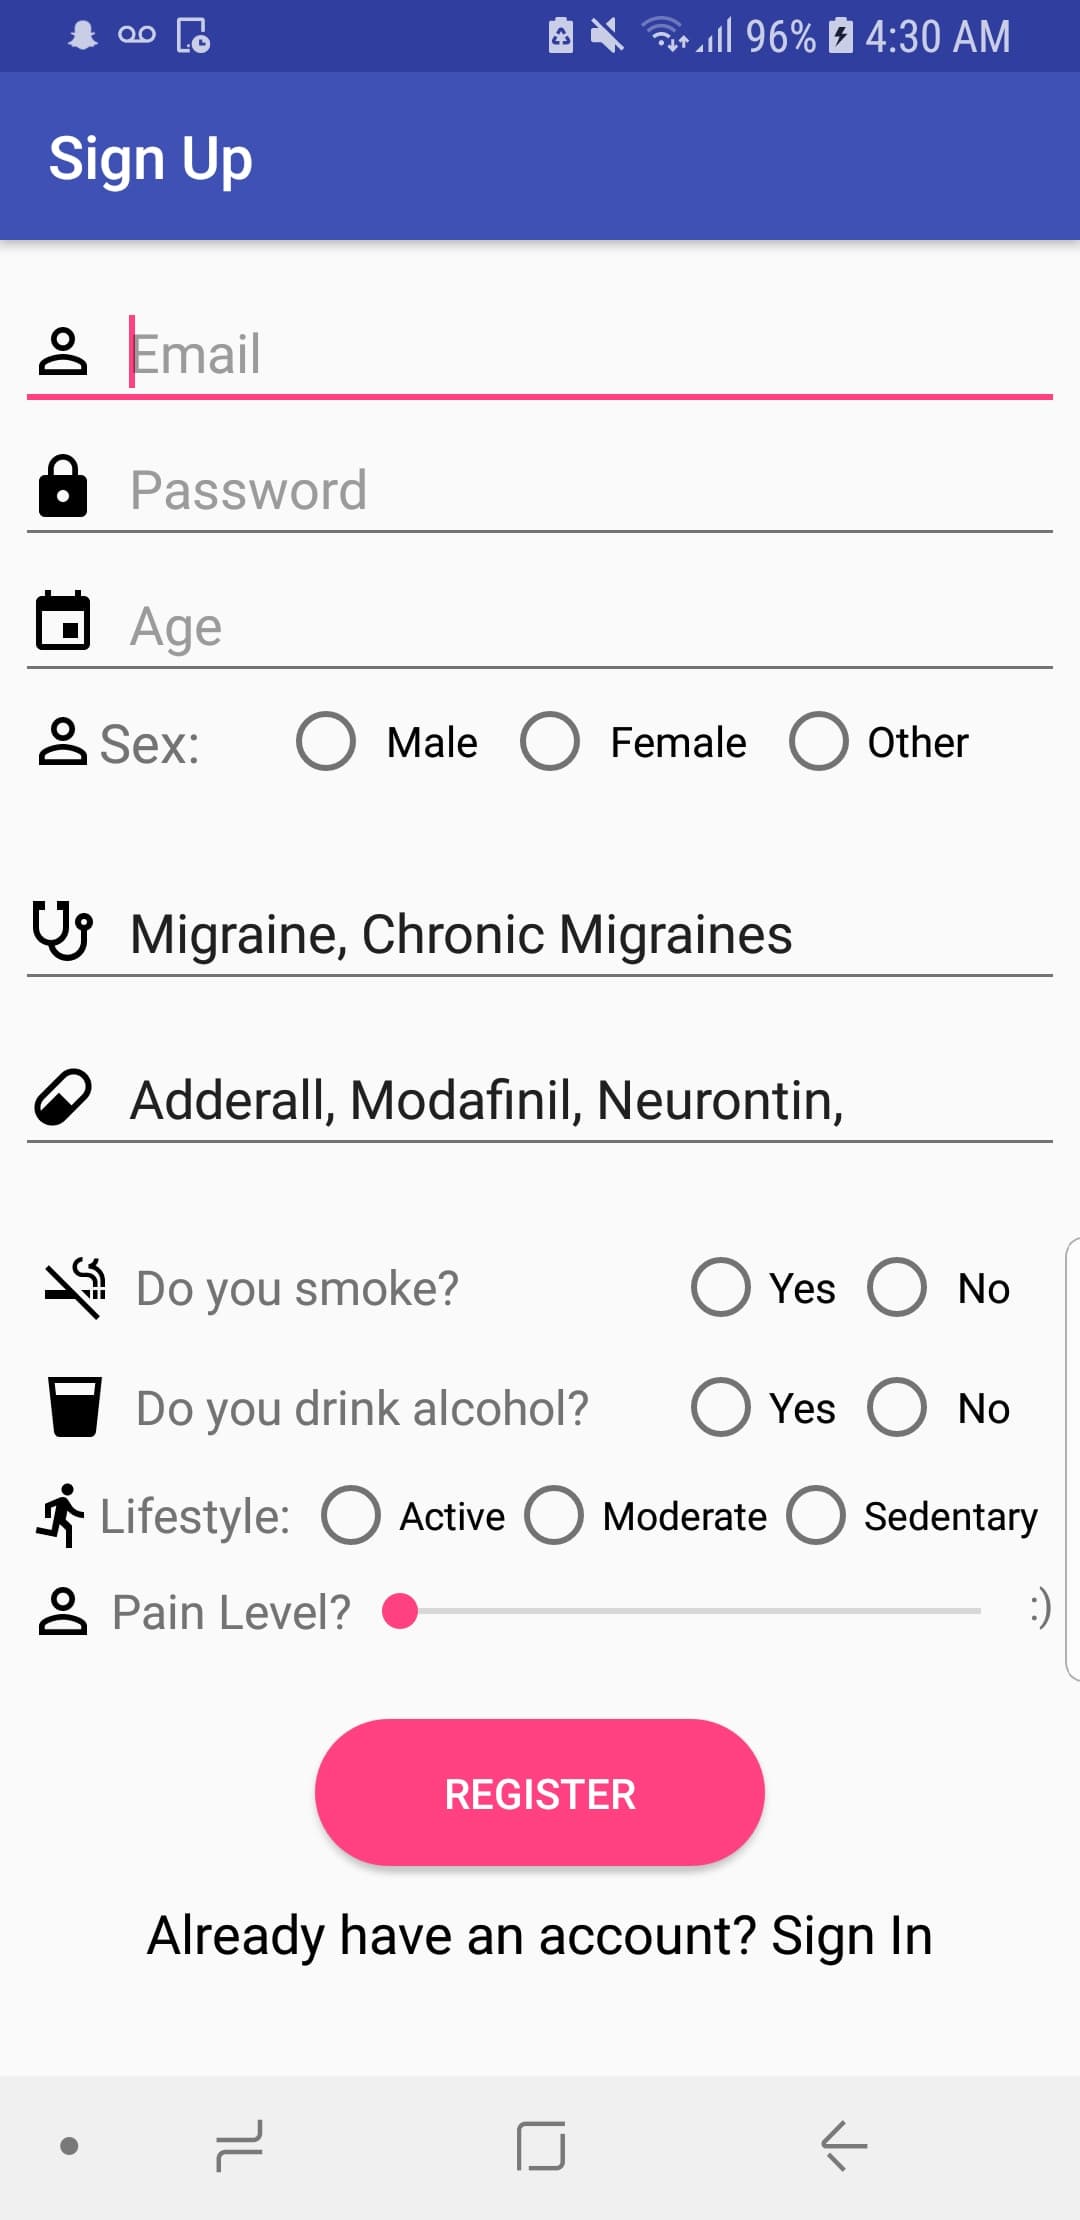 96% 4:30 AM
Sign Up
Email
Password
Age
Sex: Male Female Other
Migraine, Chronic Migraines
Adderall, Modafinil, Neurontin,
Do you smoke? Yes No
Do you drink alcohol? Yes No
Lifestyle: Active Moderate Sedentary
Pain Level? :)
REGISTER
Already have an account? Sign In